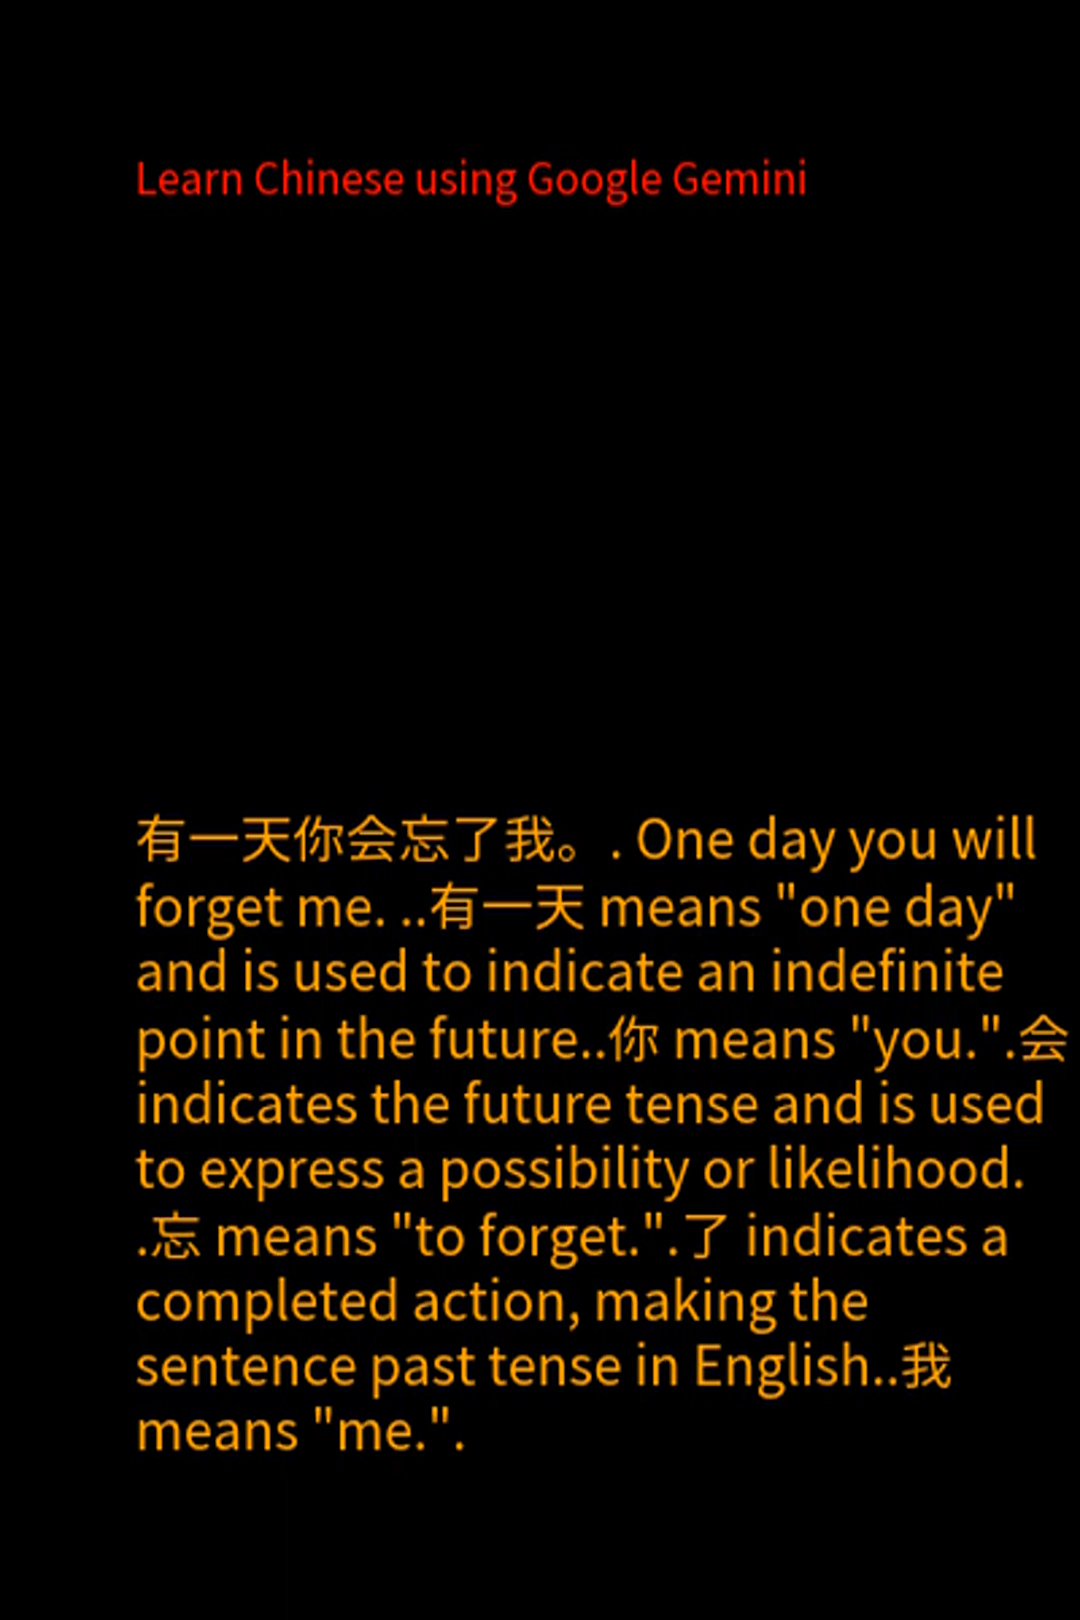 Learn Chinese using Google Gemini
有一天你会忘了我。. One day you will
forget me. ..有一天 means "one day"
and is used to indicate an indefinite
point in the future..你 means "you.".会
indicates the future tense and is used
to express a possibility or likelihood.
.忘 means "to forget.".了 indicates a
completed action, making the
sentence past tense in English..我
means "me.".